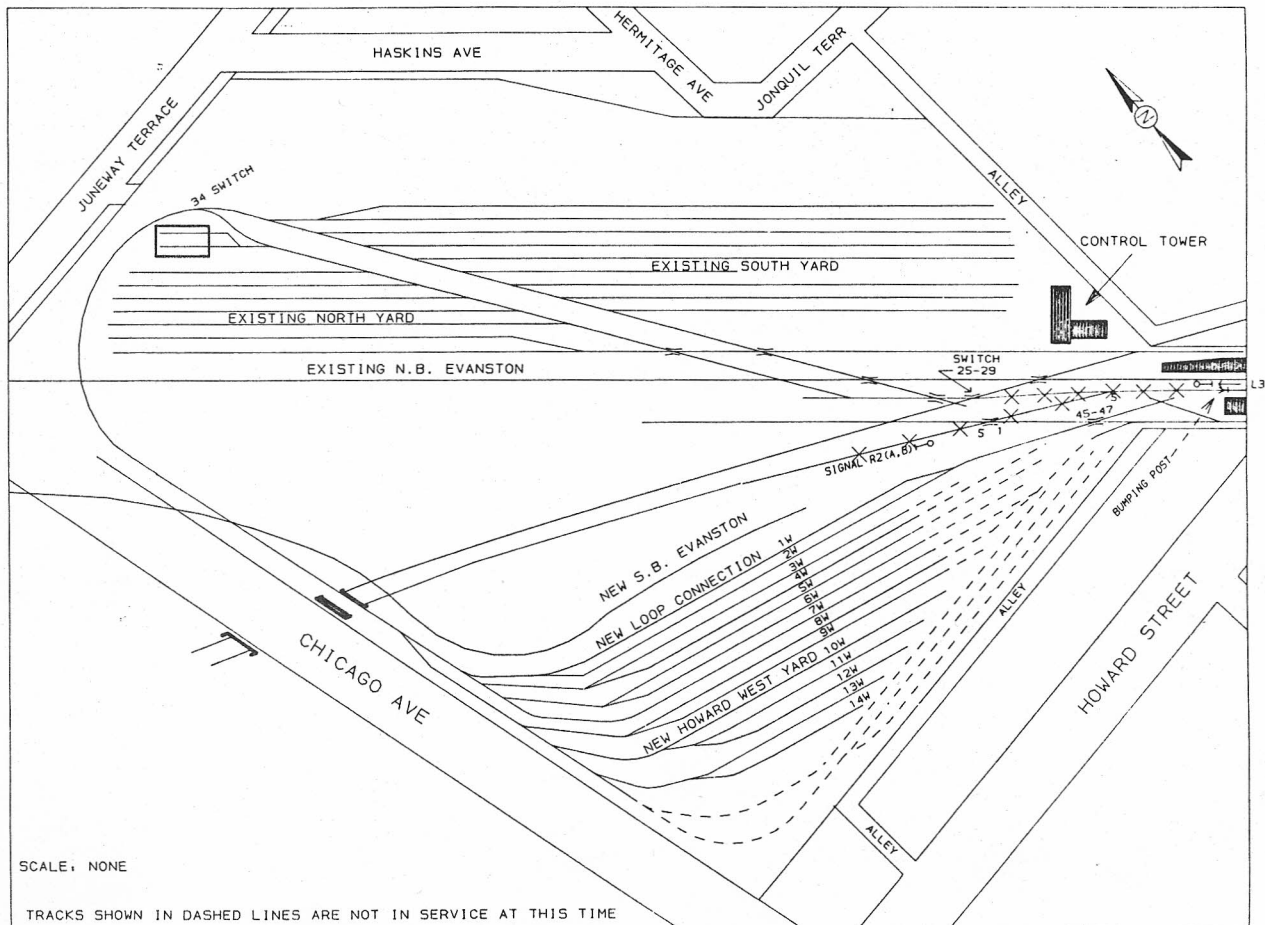 HASKINS AVE
HERMITAGE AVE
JONQUIL TERR
JUNEWAY TERRACE
N
ALLEY
34 SWITCH
CONTROL TOWER
EXISTING SOUTH YARD
EXISTING NORTH YARD
SWITCH
25-29
EXISTING N.B. EVANSTON
L3
S
45-47
S 1
SIGNAL R2(A,B)
BUMPING POST
NEW S.B. EVANSTON
NEW LOOP CONNECTION
1W
2W
3W
4W
5W
6W
7W
8W
9W
10W
11W
12W
13W
14W
NEW HOWARD WEST YARD
ALLEY
HOWARD STREET
CHICAGO AVE
ALLEY
SCALE: NONE
TRACKS SHOWN IN DASHED LINES ARE NOT IN SERVICE AT THIS TIME